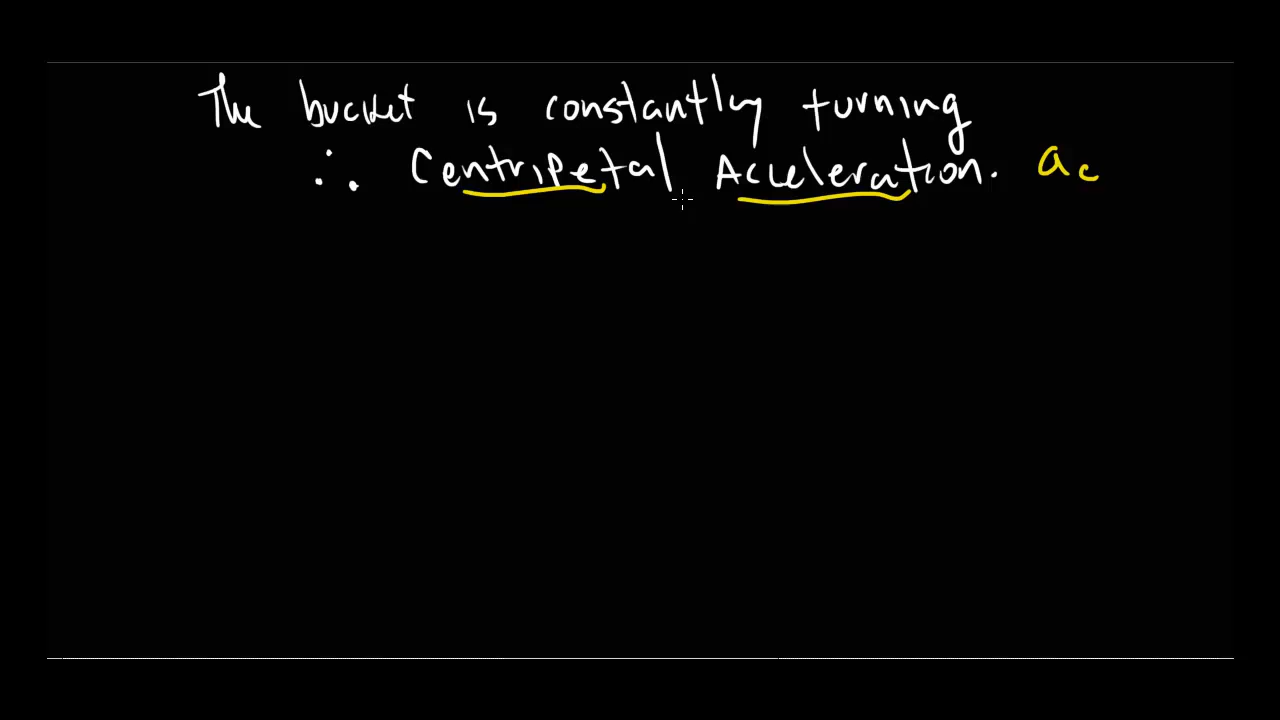 The bucket is constantly turning
∴ Centripetal Acceleration. ac